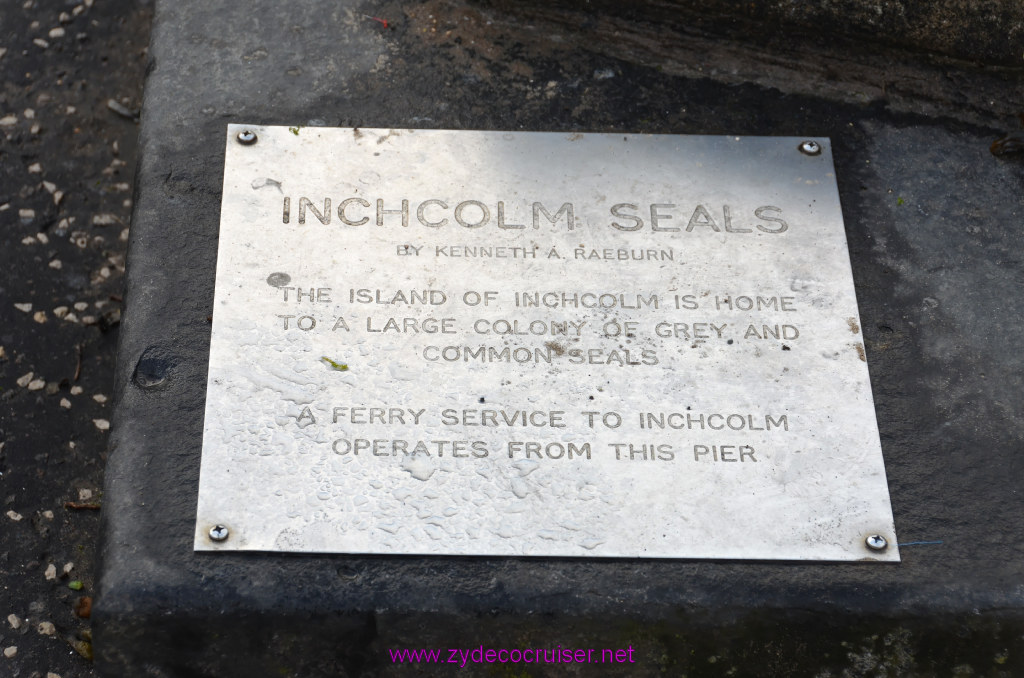 INCHCOLM SEALS
BY KENNETH A. RAEBURN
THE ISLAND OF INCHCOLM IS HOME
TO A LARGE COLONY OF GREY AND
COMMON SEALS
A FERRY SERVICE TO INCHCOLM
OPERATES FROM THIS PIER
www.zydecocruiser.net